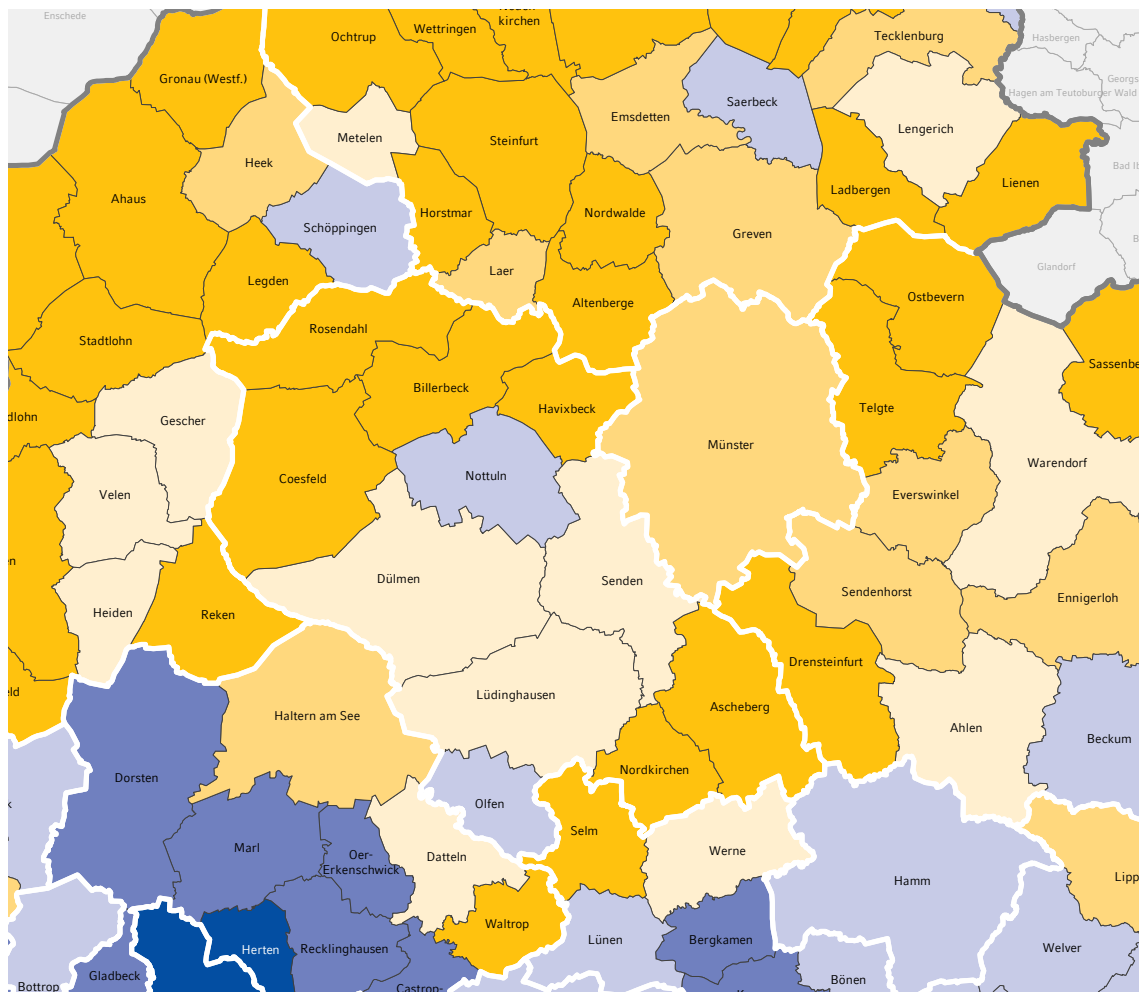 Enschede
Ochtrup
Wettringen
kirchen
Tecklenburg
Hasbergen
Gronau (Westf.)
Georgs
Hagen am Teutoburger Wald
Saerbeck
Emsdetten
Lengerich
Metelen
Steinfurt
Heek
Bad Ib
Lienen
Ladbergen
Ahaus
Horstmar
Nordwalde
Schöppingen
Greven
Glandorf
Laer
Legden
Ostbevern
Altenberge
Rosendahl
Stadtlohn
Sassenbe
Billerbeck
Havixbeck
Telgte
dlohn
Gescher
Münster
Warendorf
Nottuln
Coesfeld
Velen
Everswinkel
en
Dülmen
Senden
Sendenhorst
Ennigerloh
Heiden
Reken
Drensteinfurt
eld
Lüdinghausen
Ascheberg
Haltern am See
Ahlen
Beckum
Nordkirchen
Dorsten
k
Olfen
Selm
Marl
Oer-
Erkenschwick
Datteln
Werne
Hamm
Lipp
Waltrop
Lünen
Bergkamen
Herten
Recklinghausen
Welver
Gladbeck
Bönen
Bottrop
Castrop-